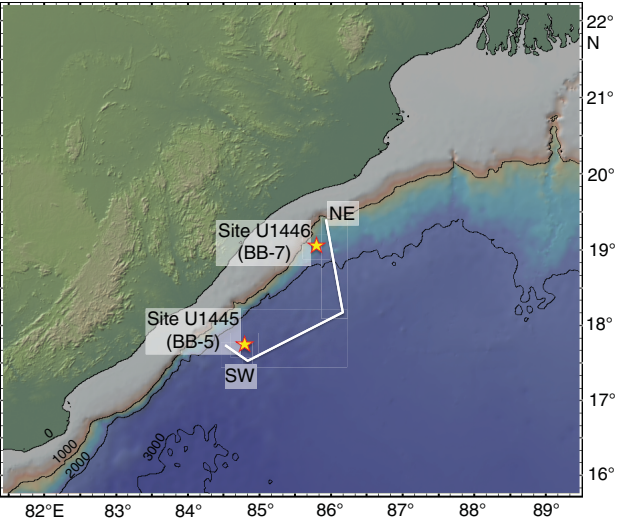 22°
N
21°
20°
NE
Site U1446
(BB-7)
19°
Site U1445
(BB-5)
18°
SW
17°
0
1000
2000
3000
16°
82°E 83° 84° 85° 86° 87° 88° 89°